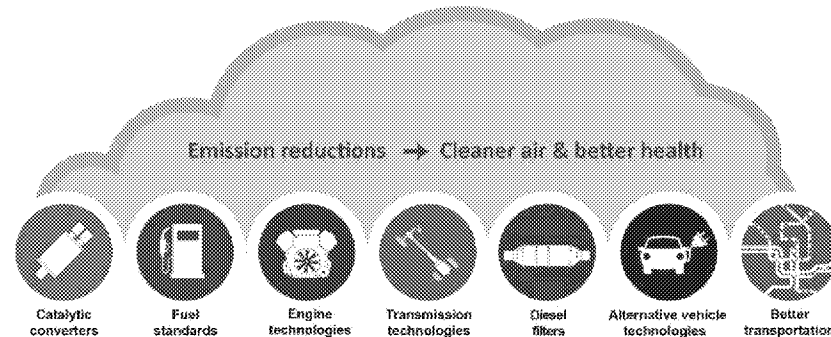 Emission reductions → Cleaner air & better health
Catalytic
converters
Fuel
standards
Engine
technologies
Transmission
technologies
Diesel
filters
Alternative vehicle
technologies
Better
transportation